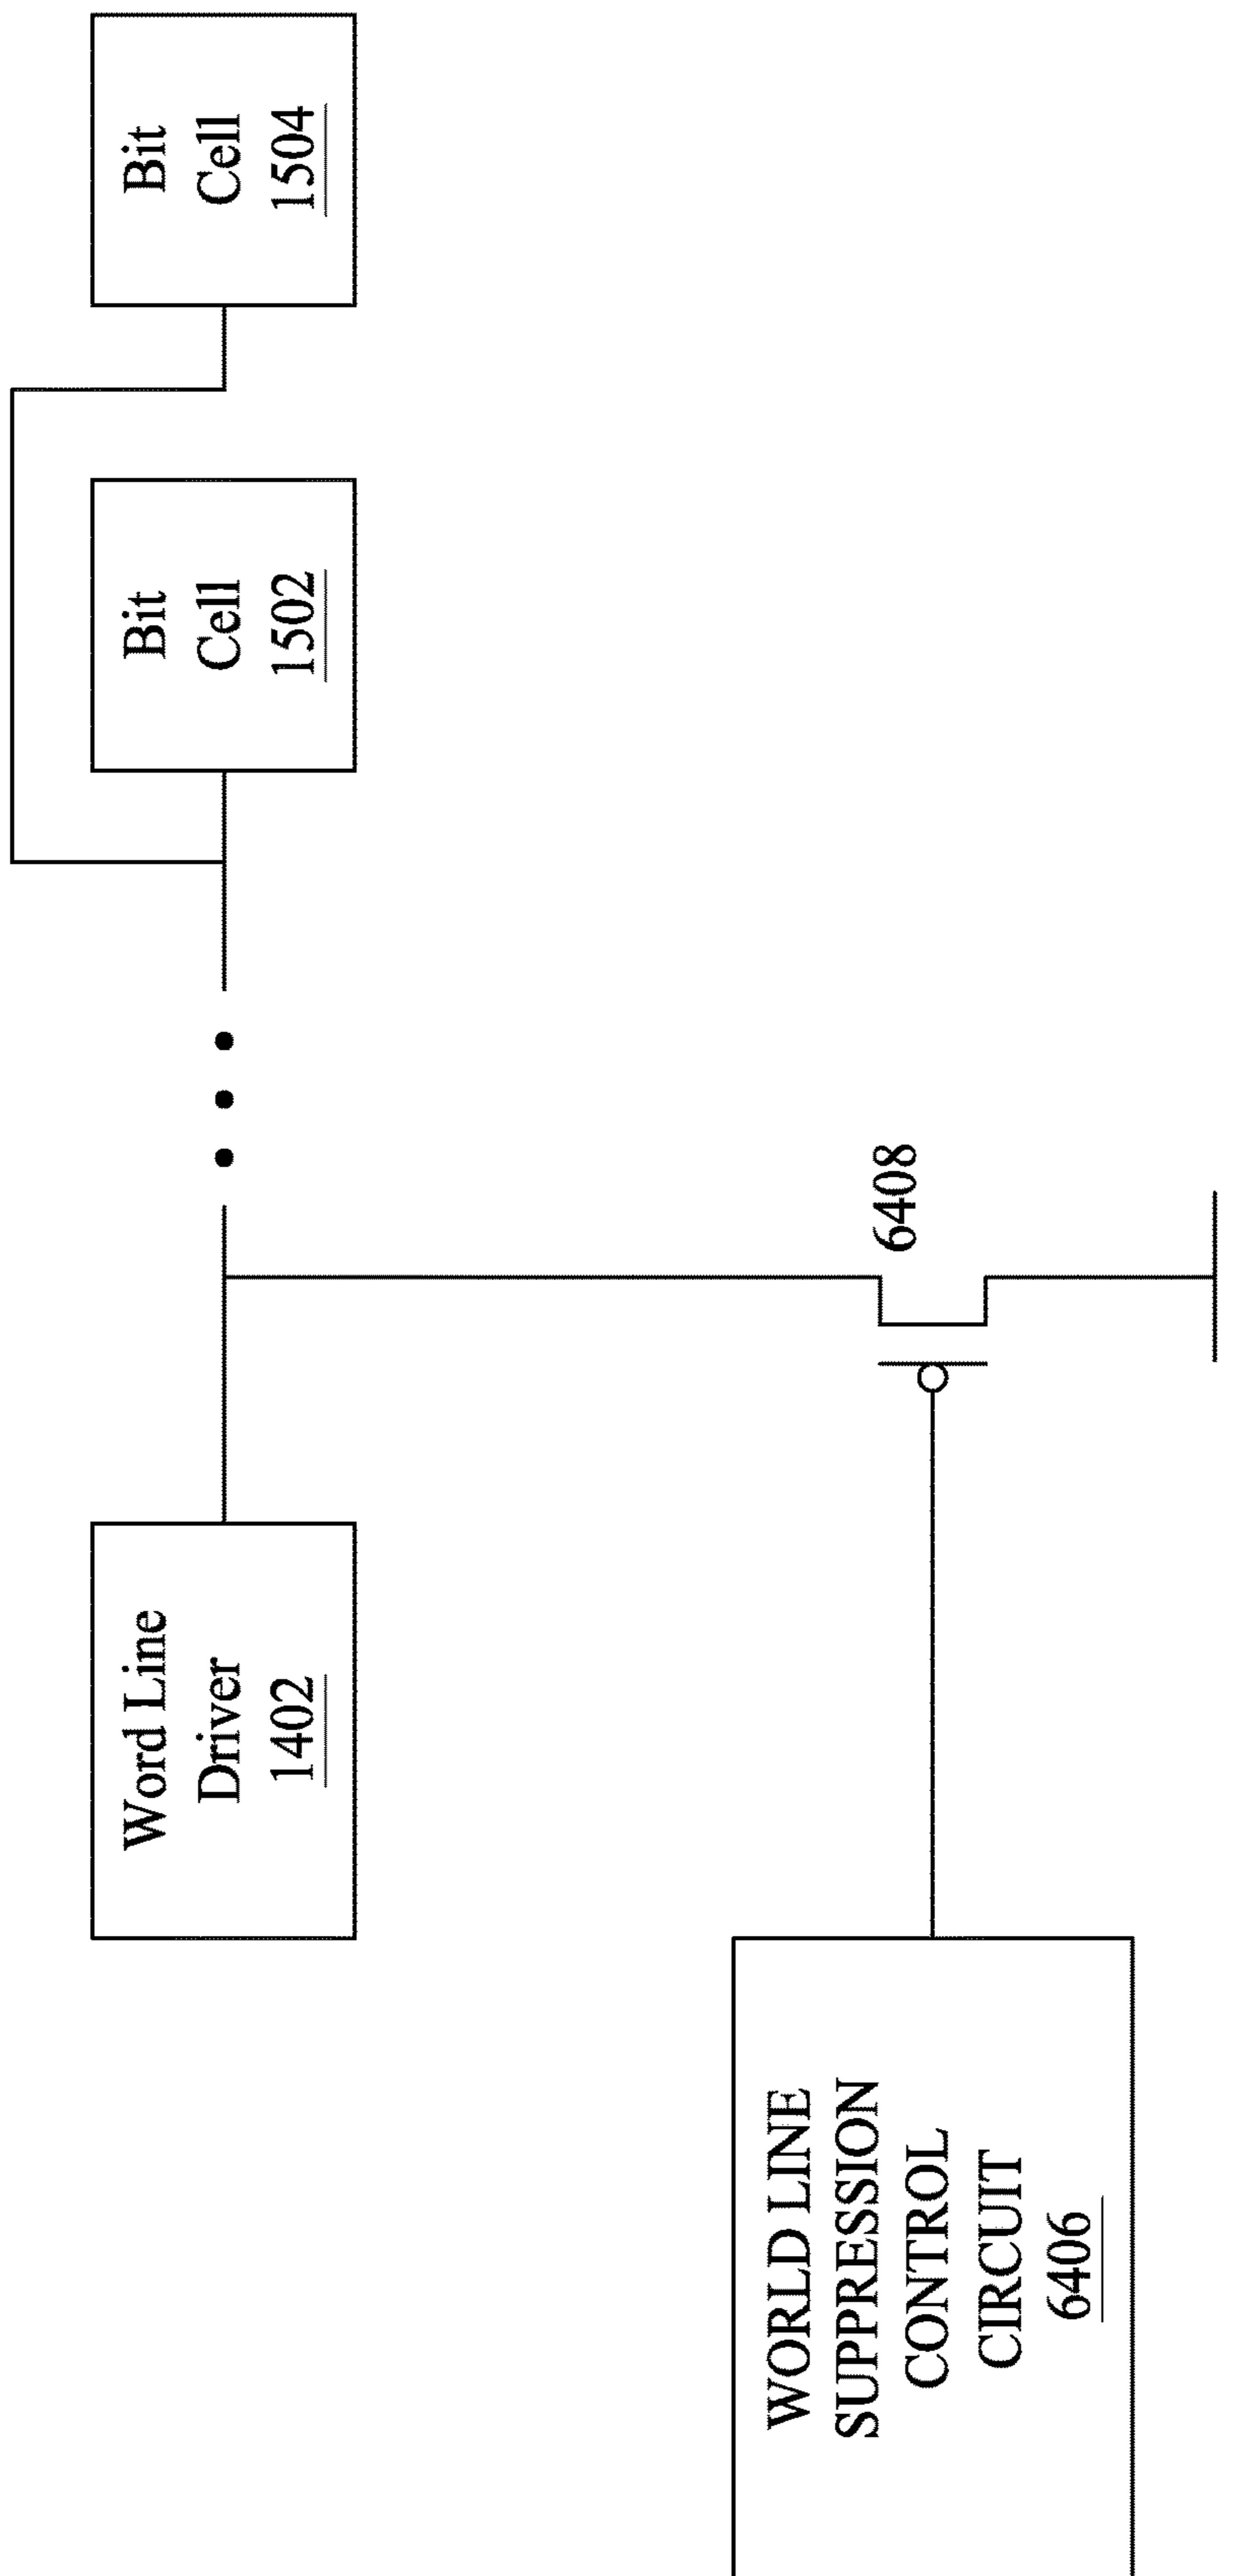 Word Line
Driver
1402
Bit
Cell
1502
Bit
Cell
1504
6408
WORLD LINE
SUPPRESSION
CONTROL
CIRCUIT
6406